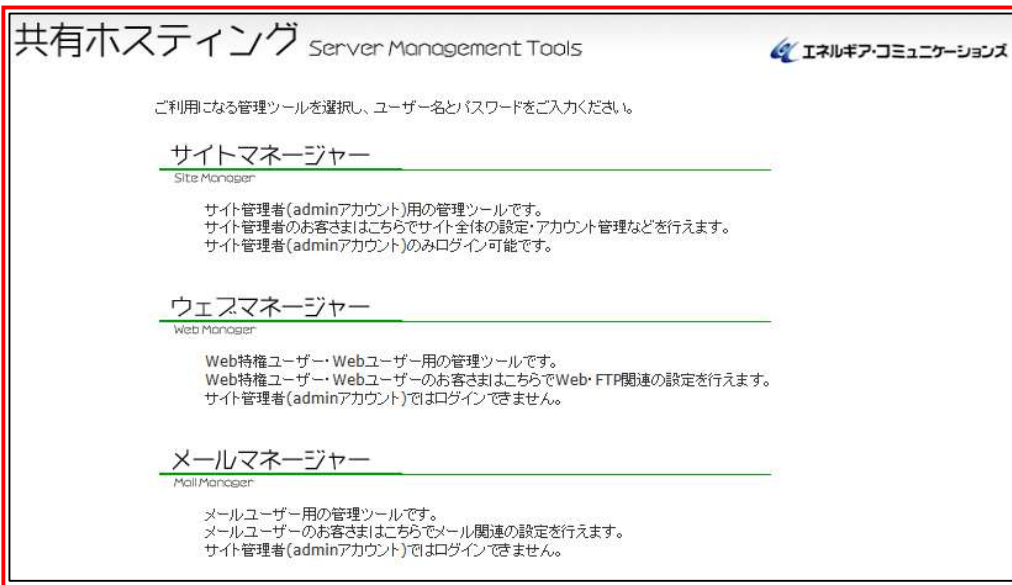 共有ホスティング Server Management Tools
エネルギア・コミュニケーションズ
ご利用になる管理ツールを選択し、ユーザー名とパスワードをご入力ください。
サイトマネージャー
Site Manager
サイト管理者(adminアカウント)用の管理ツールです。
サイト管理者のお客さまはこちらでサイト全体の設定・アカウント管理などを行えます。
サイト管理者(adminアカウント)のみログイン可能です。
ウェブマネージャー
Web Manager
Web特権ユーザー・Webユーザー用の管理ツールです。
Web特権ユーザー・Webユーザーのお客さまはこちらでWeb・FTP関連の設定を行えます。
サイト管理者(adminアカウント)ではログインできません。
メールマネージャー
Mail Manager
メールユーザー用の管理ツールです。
メールユーザーのお客さまはこちらでメール関連の設定を行えます。
サイト管理者(adminアカウント)ではログインできません。